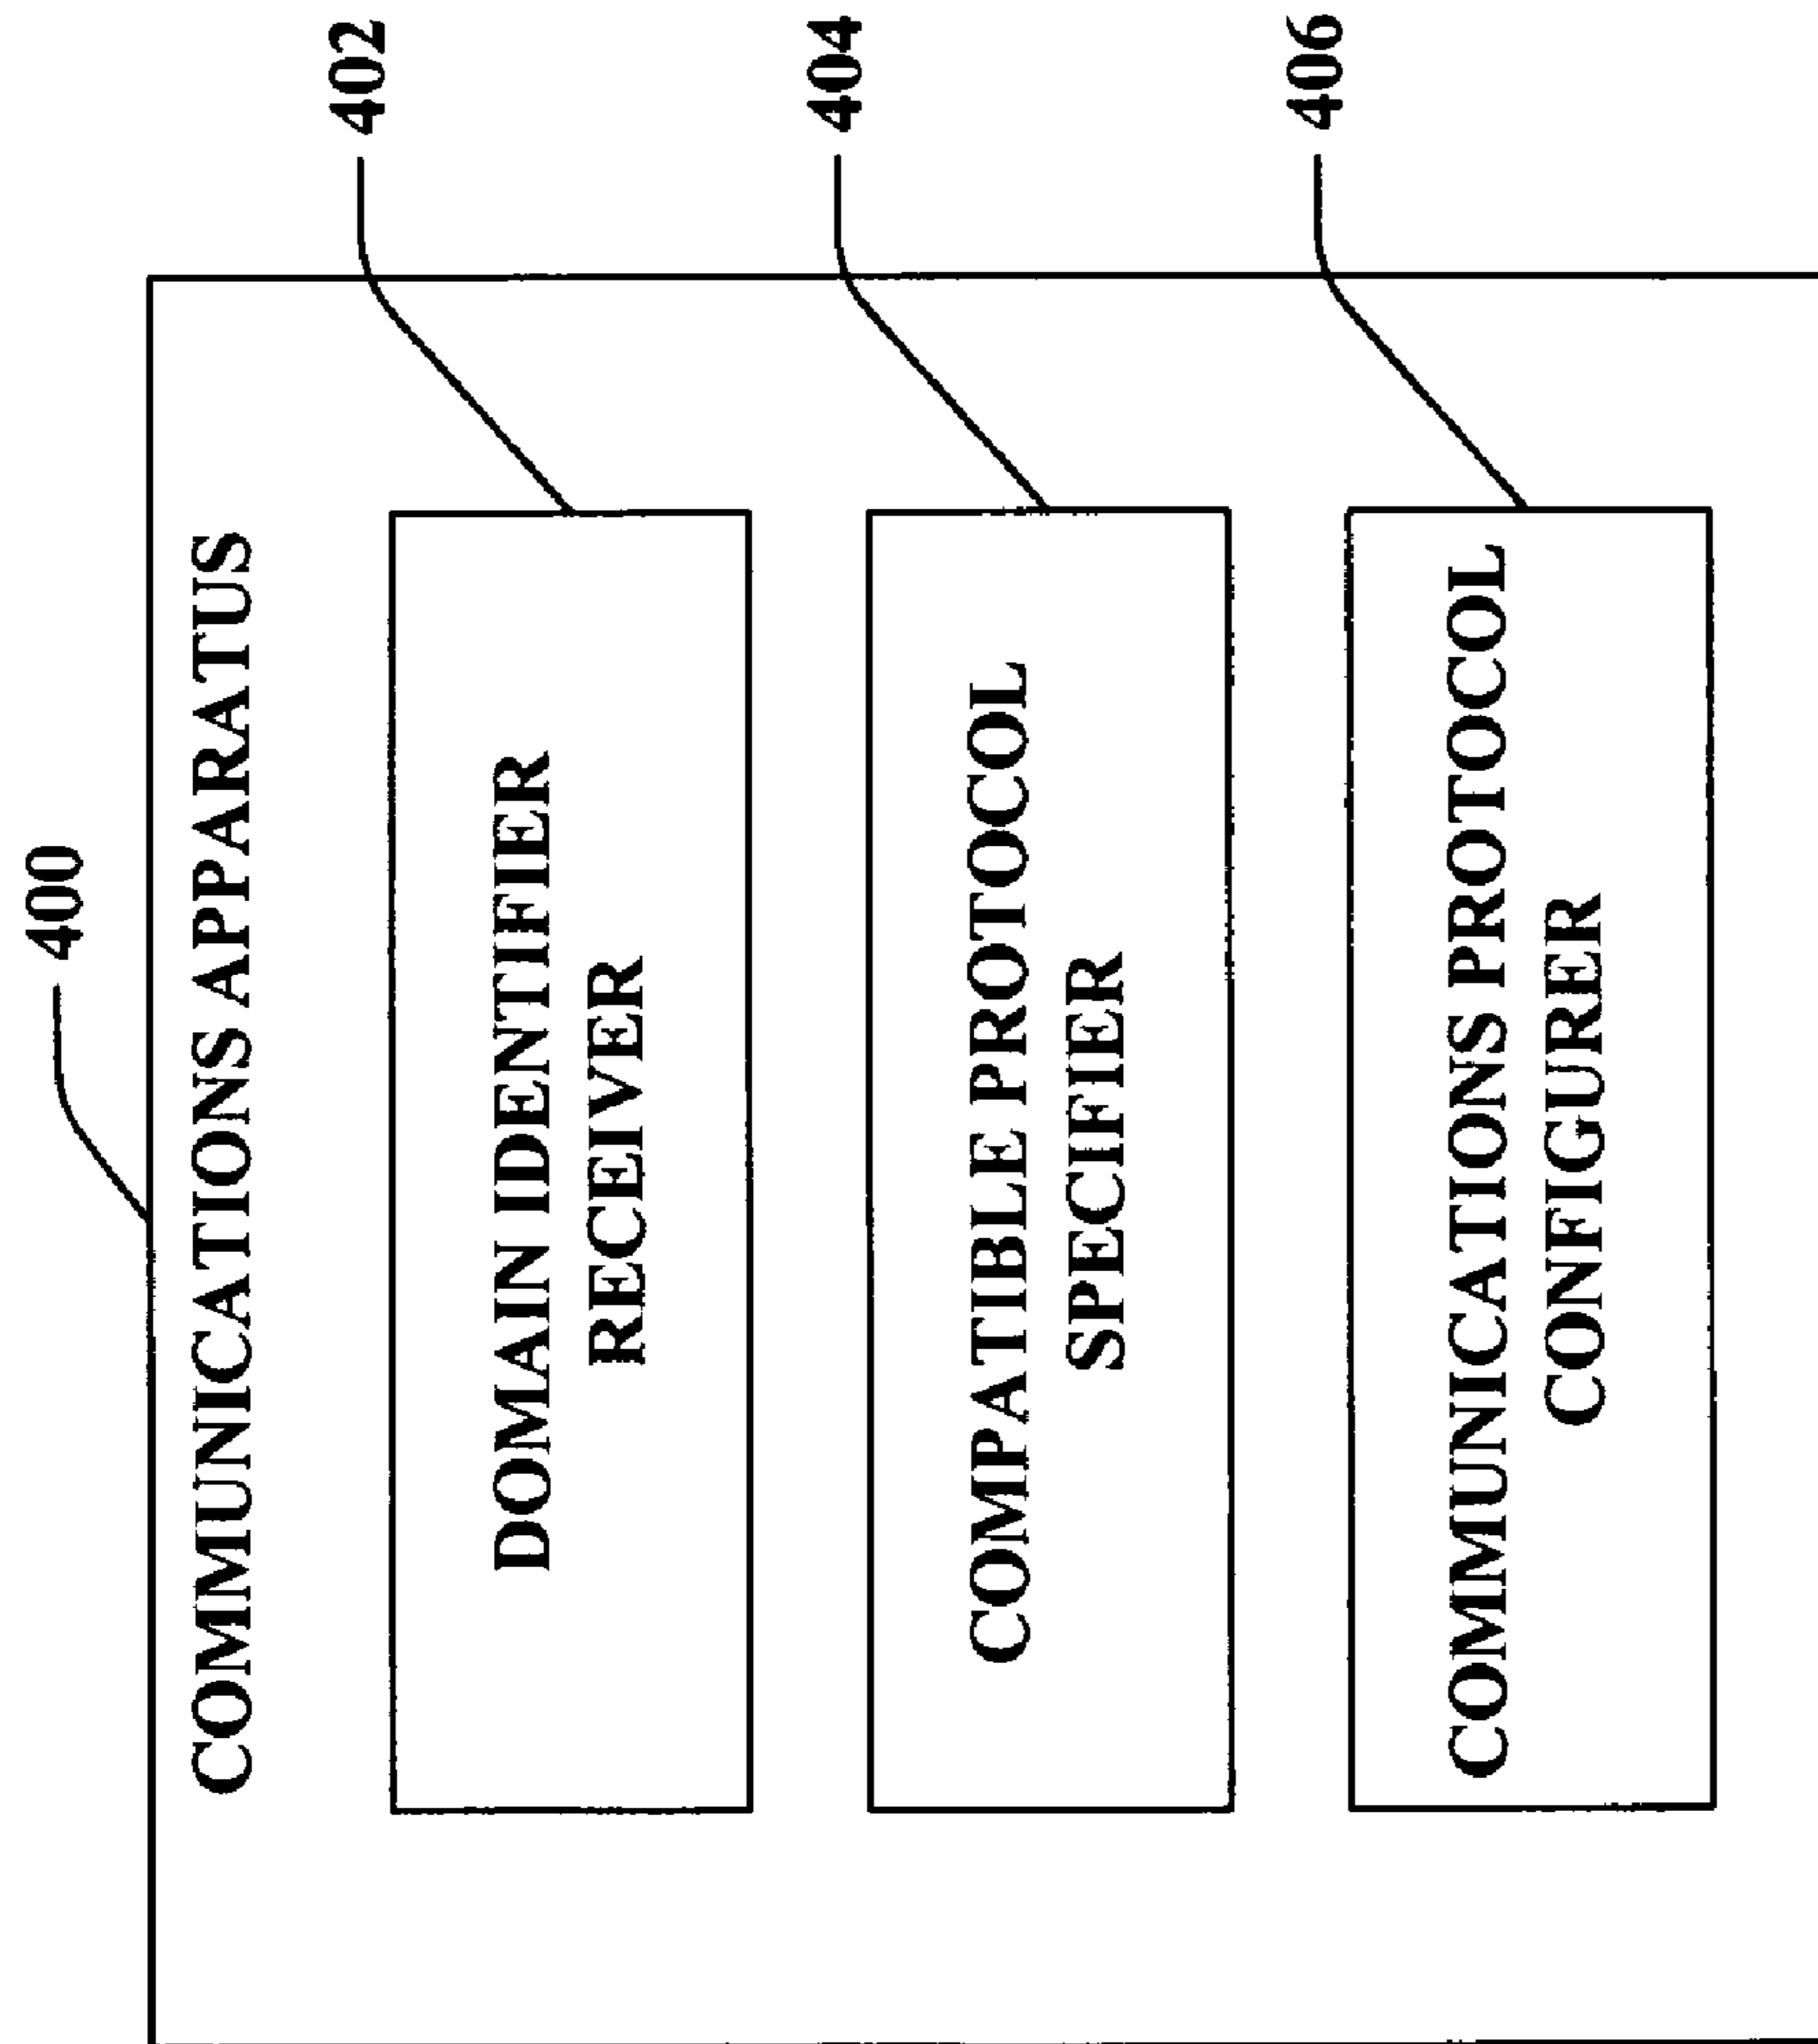 400
COMMUNICATIONS APPARATUS
402
DOMAIN IDENTIFIER
RECEIVER
404
COMPATIBLE PROTOCOL
SPECIFIER
406
COMMUNICATIONS PROTOCOL
CONFIGURER